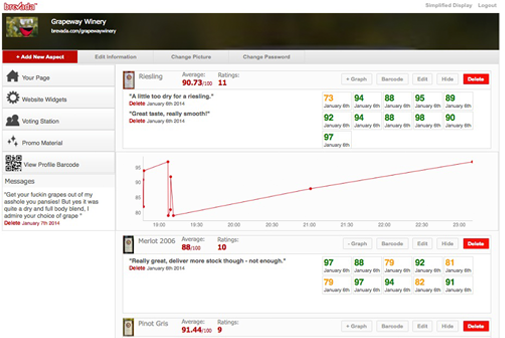 brevada™
Simplified Display Logout
Grapeway Winery
brevada.com/grapewaywinery
+ Add New Aspect Edit Information Change Picture Change Password
Your Page
Website Widgets
Voting Station
Promo Material
View Profile Barcode
Messages
"Get your fuckin grapes out of my
asshole you pansies! But yes it was
quite a dry and full body blend, I
admire your choice of grape "
Delete January 7th 2014
Riesling Average: 90.73/100 Ratings: 11 + Graph Barcode Edit Hide Delete
"A little too dry for a riesling."
Delete January 6th 2014
"Great taste, really smooth!"
Delete January 6th 2014
73 94 88 95 89
January 6th January 6th January 6th January 6th January 6th
92 94 88 98 90
January 6th January 6th January 6th January 6th January 6th
97
January 6th
95
90
85
80
19:00 19:30 20:00 20:30 21:00 21:30 22:00 22:30 23:00
Merlot 2006 Average: 88/100 Ratings: 10 - Graph Barcode Edit Hide Delete
"Really great, deliver more stock though - not enough."
Delete January 6th 2014
97 88 79 92 81
January 6th January 6th January 6th January 6th January 6th
79 97 94 82 91
January 6th January 6th January 6th January 6th January 6th
Pinot Gris Average: 91.44/100 Ratings: 9 + Graph Barcode Edit Hide Delete